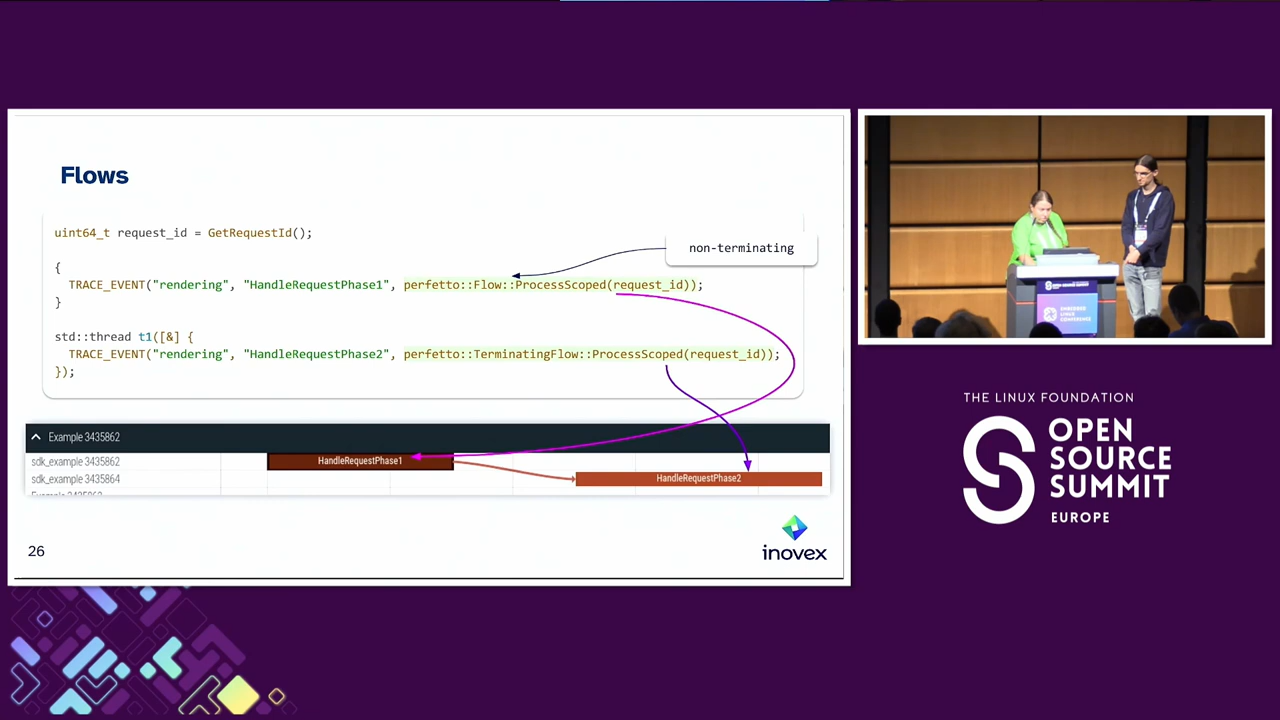 Flows
uint64_t request_id = GetRequestId();
{
TRACE_EVENT("rendering", "HandleRequestPhase1", perfetto::Flow::ProcessScoped(request_id));
}
std::thread t1([&] {
TRACE_EVENT("rendering", "HandleRequestPhase2", perfetto::TerminatingFlow::ProcessScoped(request_id));
});
non-terminating
Example 3435862
sdk_example 3435862
HandleRequestPhase1
sdk_example 3435864
HandleRequestPhase2
26
inovex
THE LINUX FOUNDATION
OPEN
SOURCE
SUMMIT
EUROPE